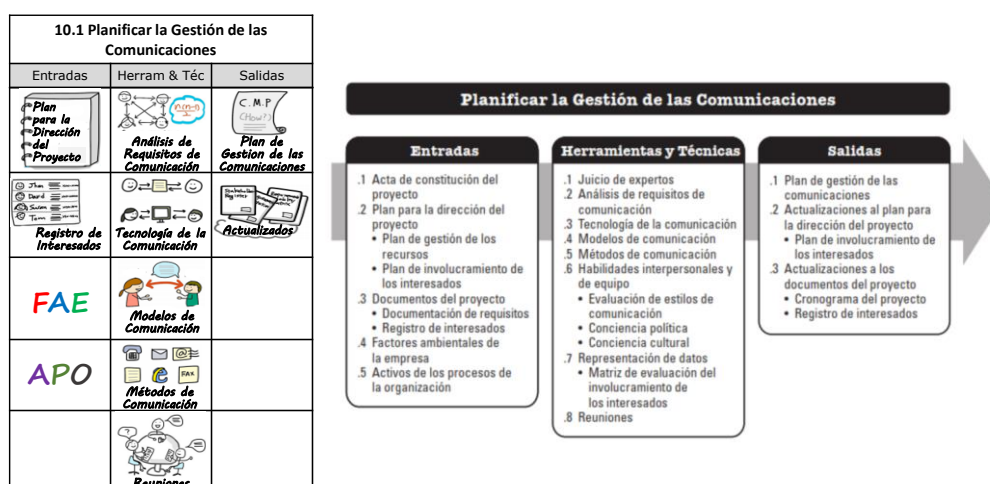 10.1 Planificar la Gestión de las
Comunicaciones
Entradas
Herram & Téc
Salidas
Plan
para la
Dirección
del
Proyecto
Análisis de
Requisitos de
Comunicación
C.M.P
(How?)
Plan de
Gestion de las
Comunicaciones
Jhon
David
Susan
Tom
Registro de
Interesados
Tecnología de la
Comunicación
Actualizados
FAE
Modelos de
Comunicación
APO
FAX
Métodos de
Comunicación
?
Reuniones
Planificar la Gestión de las Comunicaciones
Entradas
.1 Acta de constitución del
proyecto
.2 Plan para la dirección del
proyecto
• Plan de gestión de los
recursos
• Plan de involucramiento de
los interesados
.3 Documentos del proyecto
• Documentación de requisitos
• Registro de interesados
.4 Factores ambientales de
la empresa
.5 Activos de los procesos de
la organización
Herramientas y Técnicas
.1 Juicio de expertos
.2 Análisis de requisitos de
comunicación
.3 Tecnología de la comunicación
.4 Modelos de comunicación
.5 Métodos de comunicación
.6 Habilidades interpersonales y
de equipo
• Evaluación de estilos de
comunicación
• Conciencia política
• Conciencia cultural
.7 Representación de datos
• Matriz de evaluación del
involucramiento de
los interesados
.8 Reuniones
Salidas
.1 Plan de gestión de las
comunicaciones
.2 Actualizaciones al plan para
la dirección del proyecto
• Plan de involucramiento de
los interesados
.3 Actualizaciones a los
documentos del proyecto
• Cronograma del proyecto
• Registro de interesados